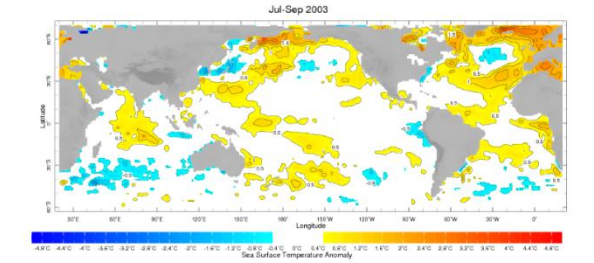 Jul-Sep 2003
Latitude
30°E 60°E 90°E 120°E 150°E 180° 150°W 120°W 90°W 60°W 30°W 0°
Longitude
-4.8°C -4.4°C -4°C -3.6°C -3.2°C -2.8°C -2.4°C -2°C -1.6°C -1.2°C -0.8°C -0.4°C 0°C 0.4°C 0.8°C 1.2°C 1.6°C 2°C 2.4°C 2.8°C 3.2°C 3.6°C 4°C 4.4°C 4.8°C
Sea Surface Temperature Anomaly